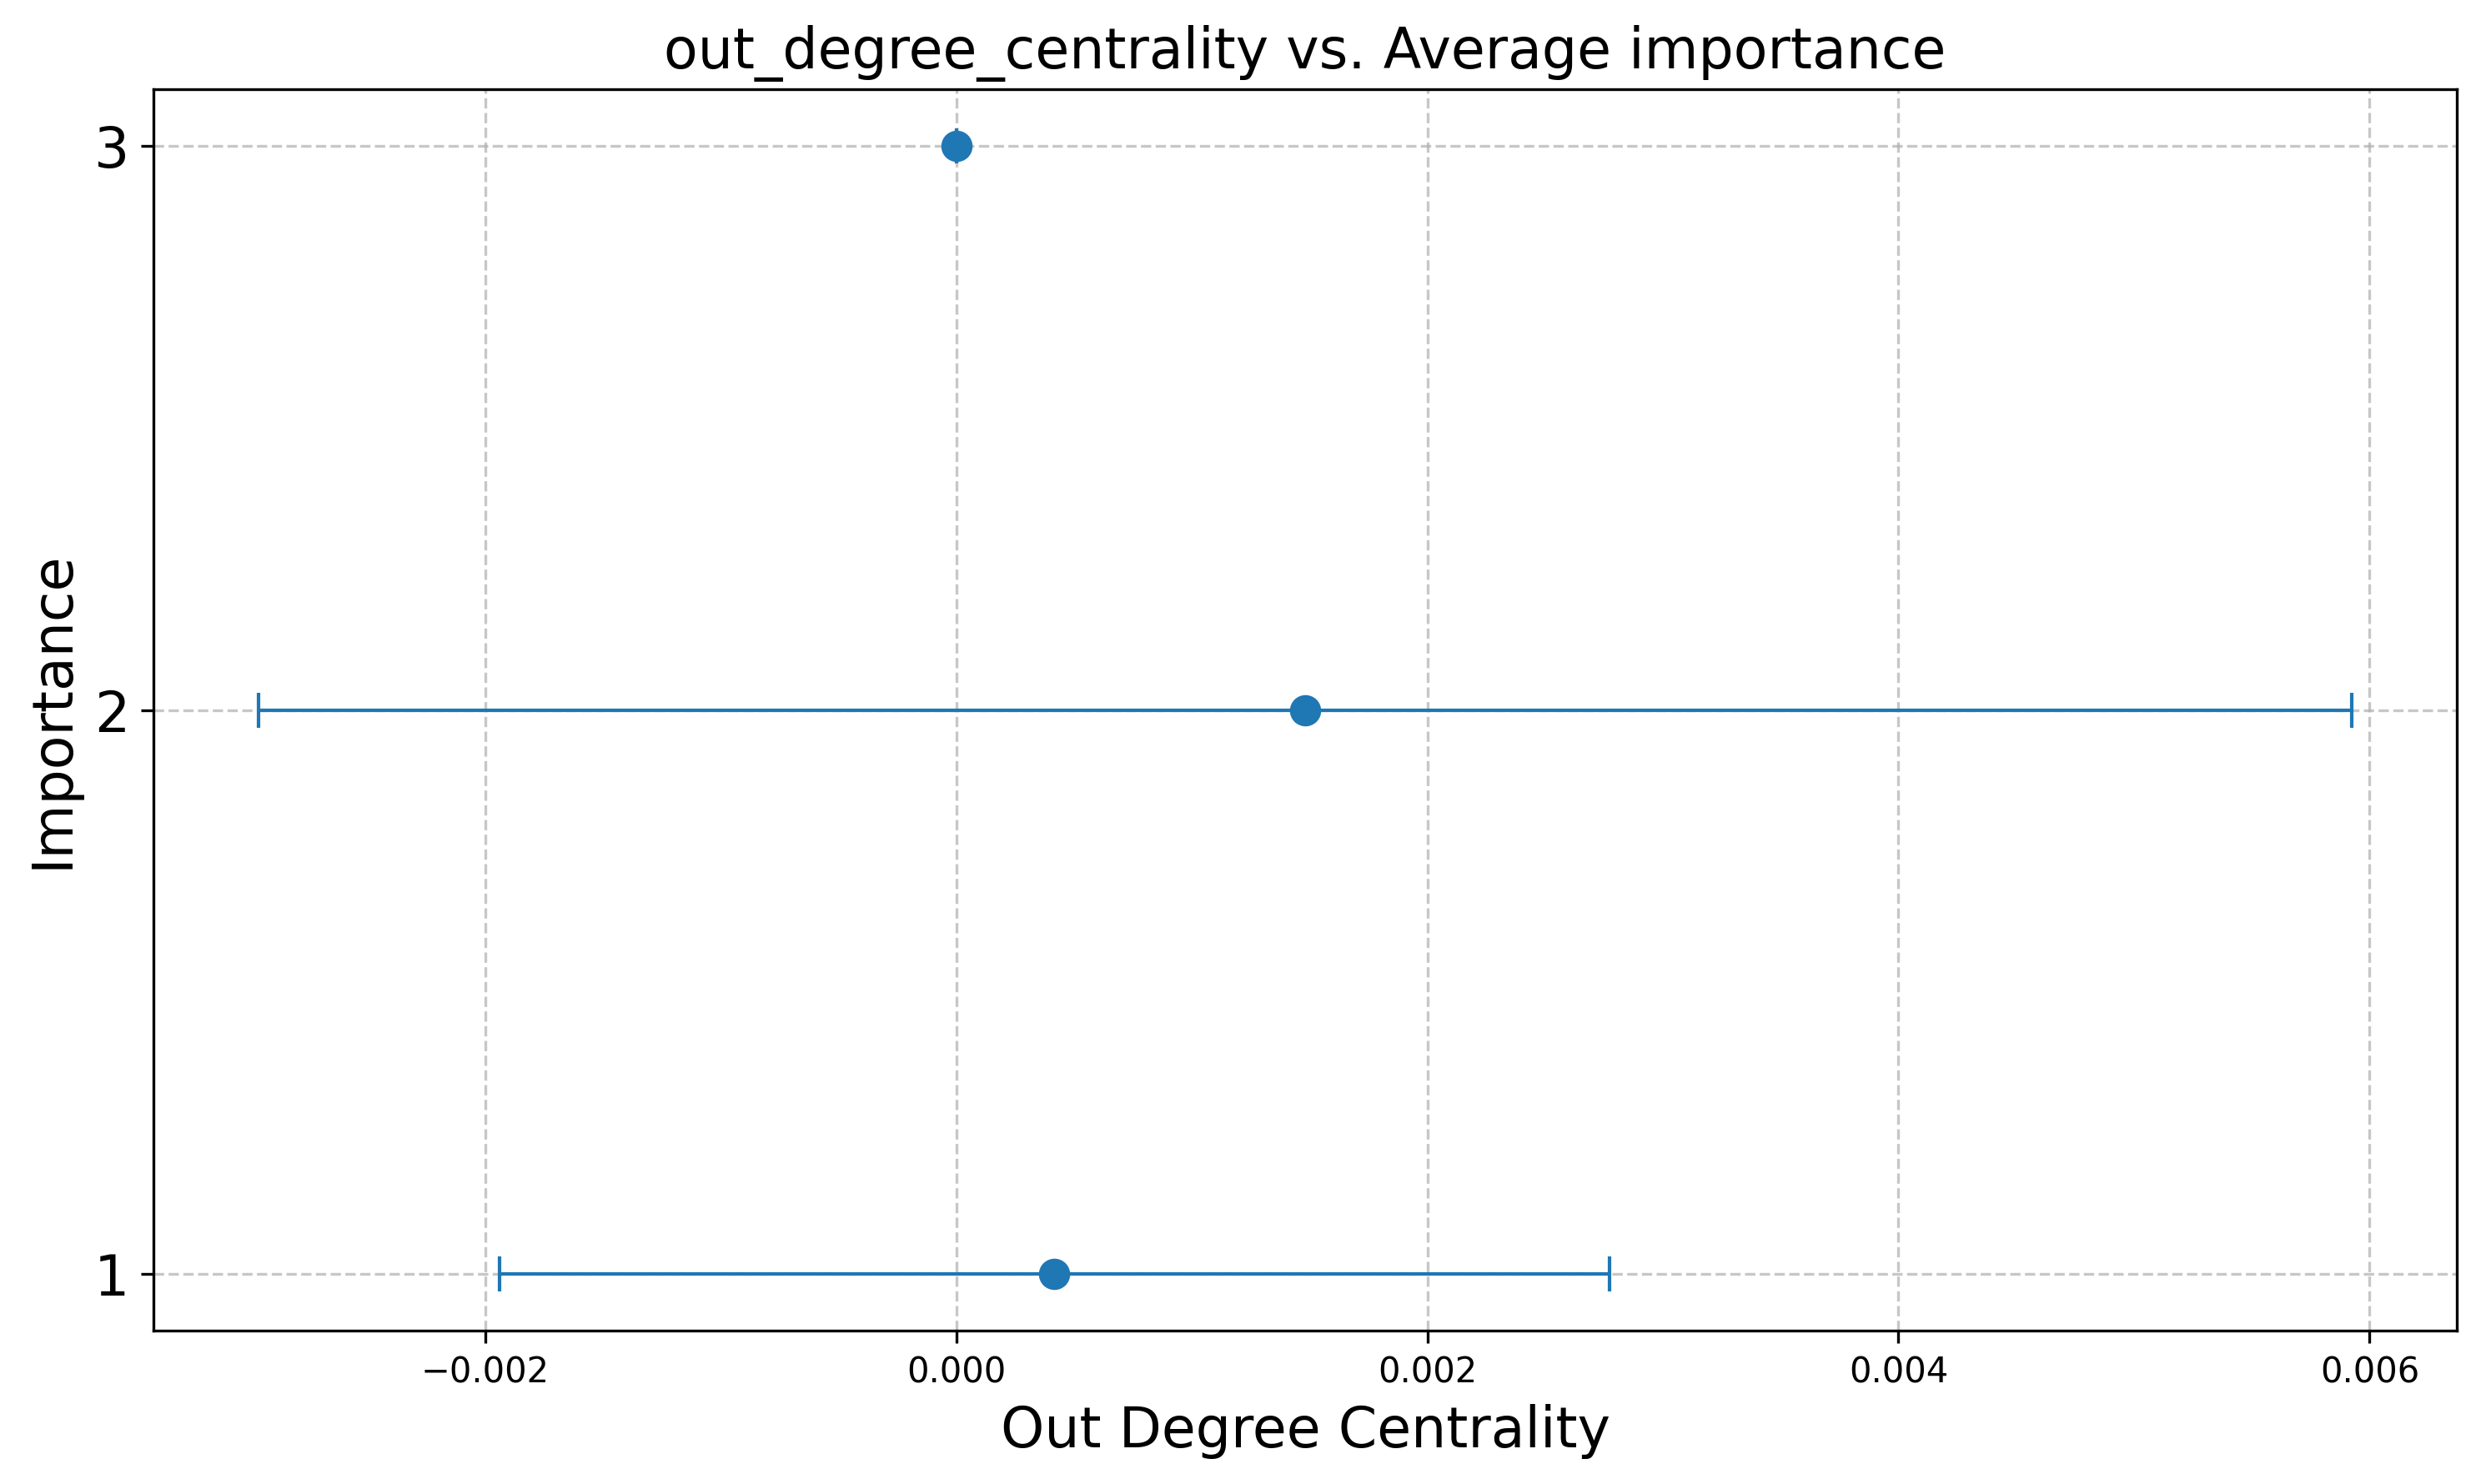 out_degree_centrality vs. Average importance
3
2
1
Importance
−0.002
0.000
0.002
0.004
0.006
Out Degree Centrality